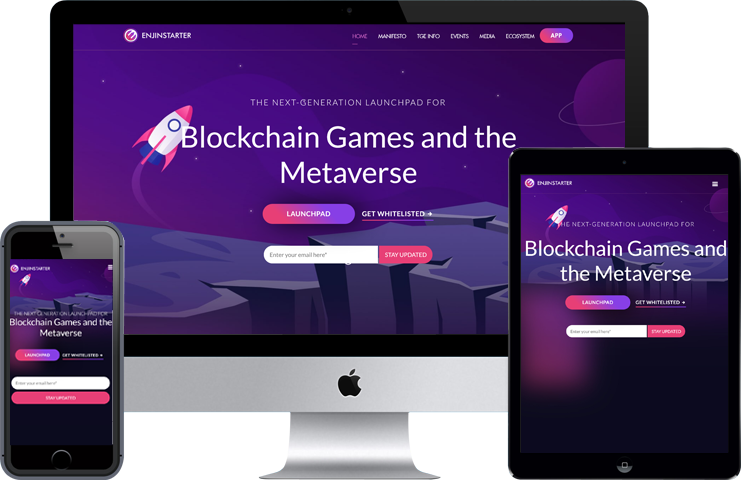 ENJINSTARTER
HOME MANIFESTO TGE INFO EVENTS MEDIA ECOSYSTEM APP
THE NEXT-GENERATION LAUNCHPAD FOR
Blockchain Games and the
Metaverse
LAUNCHPAD GET WHITELISTED
Enter your email here* STAY UPDATED
ENJINSTARTER
THE NEXT-GENERATION LAUNCHPAD FOR
Blockchain Games and
the Metaverse
LAUNCHPAD GET WHITELISTED
Enter your email here* STAY UPDATED
ENJINSTARTER
THE NEXT-GENERATION LAUNCHPAD FOR
Blockchain Games and the
Metaverse
LAUNCHPAD GET WHITELISTED
Enter your email here*
STAY UPDATED